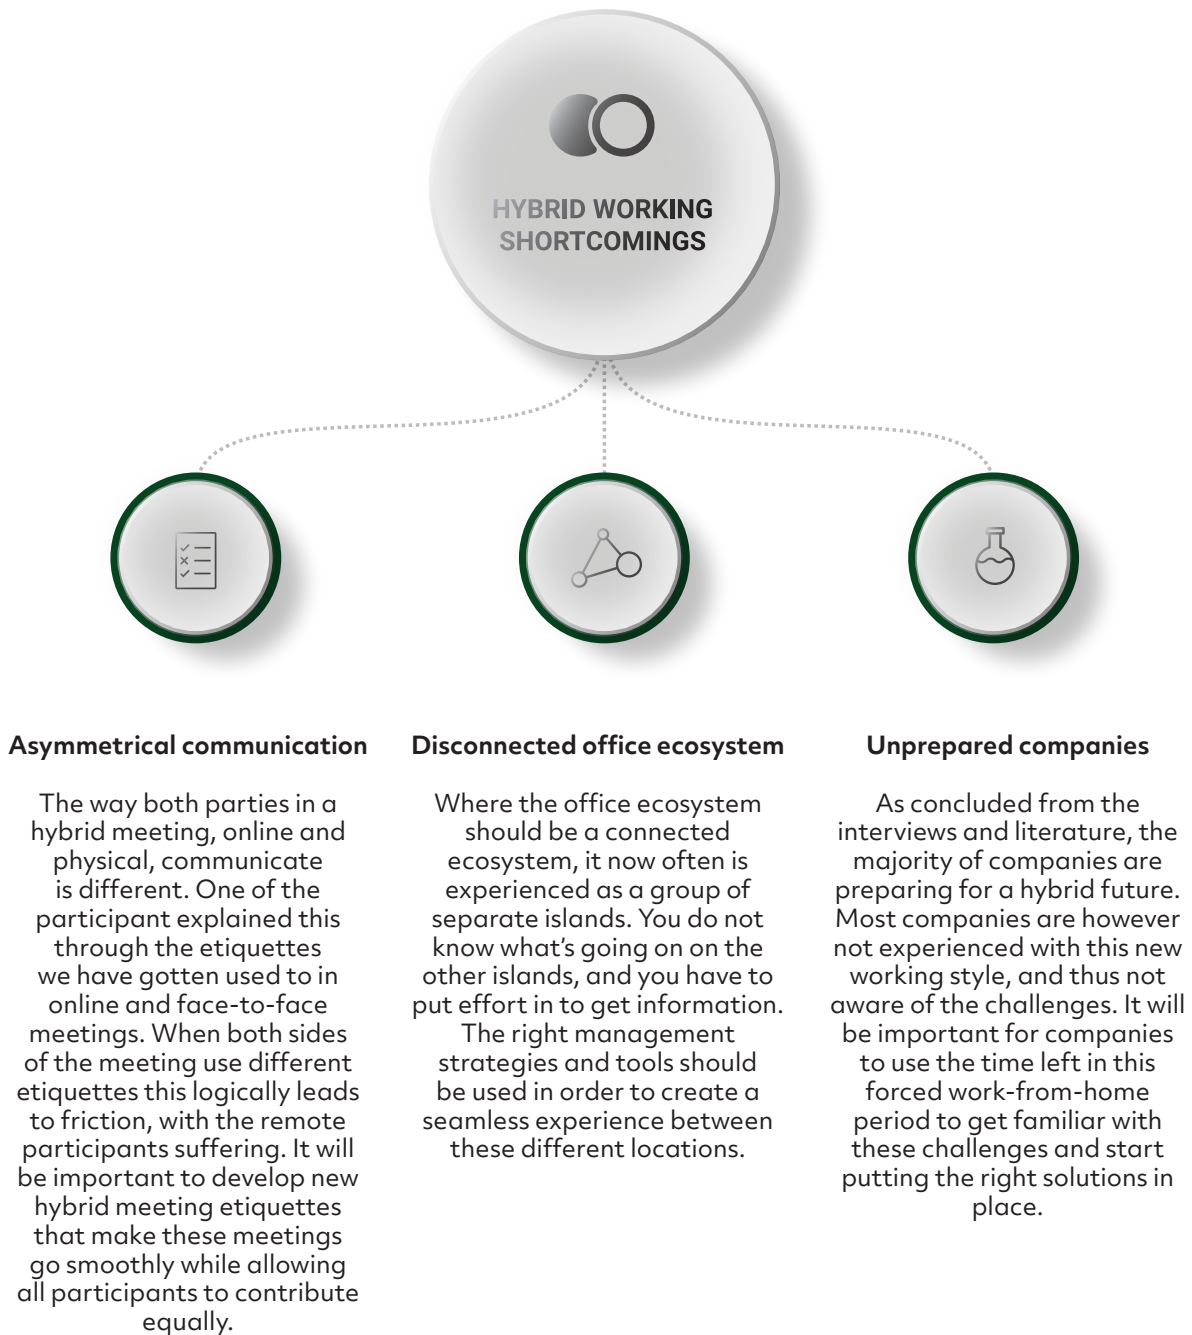 HYBRID WORKING
SHORTCOMINGS
Asymmetrical communication
The way both parties in a
hybrid meeting, online and
physical, communicate
is different. One of the
participant explained this
through the etiquettes
we have gotten used to in
online and face-to-face
meetings. When both sides
of the meeting use different
etiquettes this logically leads
to friction, with the remote
participants suffering. It will
be important to develop new
hybrid meeting etiquettes
that make these meetings
go smoothly while allowing
all participants to contribute
equally.
Disconnected office ecosystem
Where the office ecosystem
should be a connected
ecosystem, it now often is
experienced as a group of
separate islands. You do not
know what's going on on the
other islands, and you have to
put effort in to get information.
The right management
strategies and tools should
be used in order to create a
seamless experience between
these different locations.
Unprepared companies
As concluded from the
interviews and literature, the
majority of companies are
preparing for a hybrid future.
Most companies are however
not experienced with this new
working style, and thus not
aware of the challenges. It will
be important for companies
to use the time left in this
forced work-from-home
period to get familiar with
these challenges and start
putting the right solutions in
place.